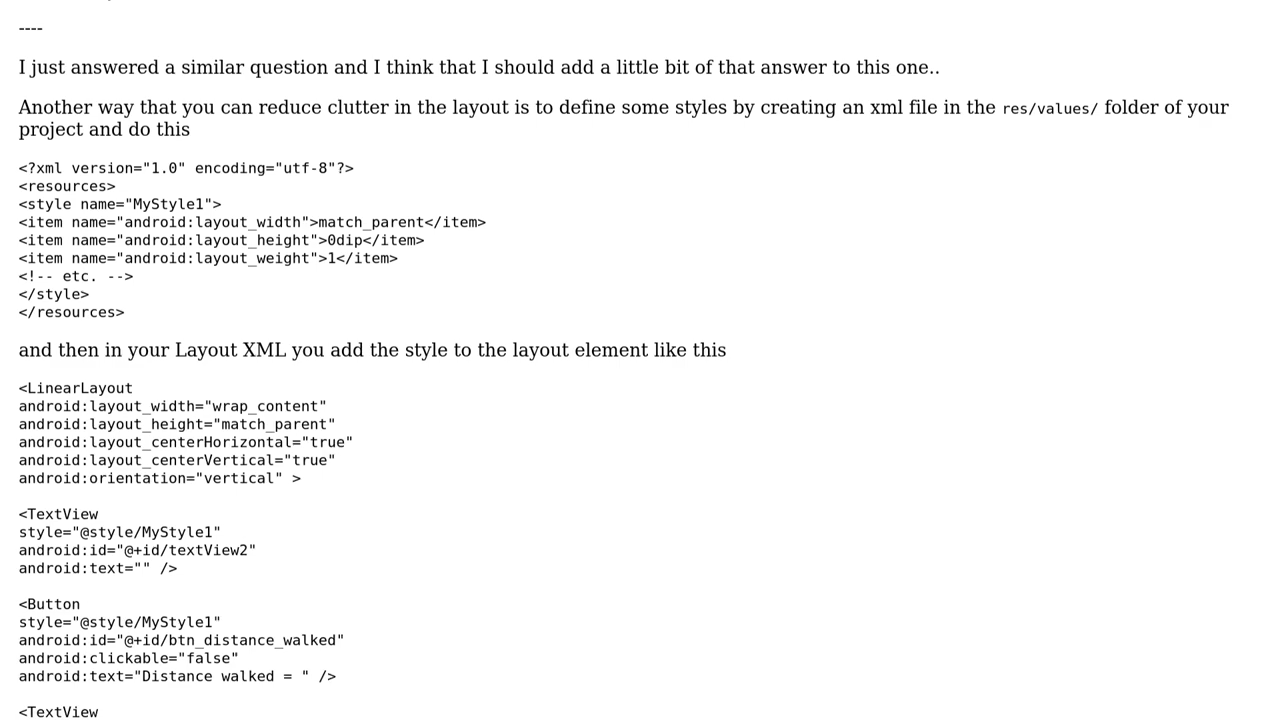 ----
I just answered a similar question and I think that I should add a little bit of that answer to this one..
Another way that you can reduce clutter in the layout is to define some styles by creating an xml file in the res/values/ folder of your
project and do this
<?xml version="1.0" encoding="utf-8"?>
<resources>
<style name="MyStyle1">
<item name="android:layout_width">match_parent</item>
<item name="android:layout_height">0dip</item>
<item name="android:layout_weight">1</item>
<!-- etc. -->
</style>
</resources>
and then in your Layout XML you add the style to the layout element like this
<LinearLayout
android:layout_width="wrap_content"
android:layout_height="match_parent"
android:layout_centerHorizontal="true"
android:layout_centerVertical="true"
android:orientation="vertical" >
<TextView
style="@style/MyStyle1"
android:id="@+id/textView2"
android:text="" />
<Button
style="@style/MyStyle1"
android:id="@+id/btn_distance_walked"
android:clickable="false"
android:text="Distance walked = " />
<TextView